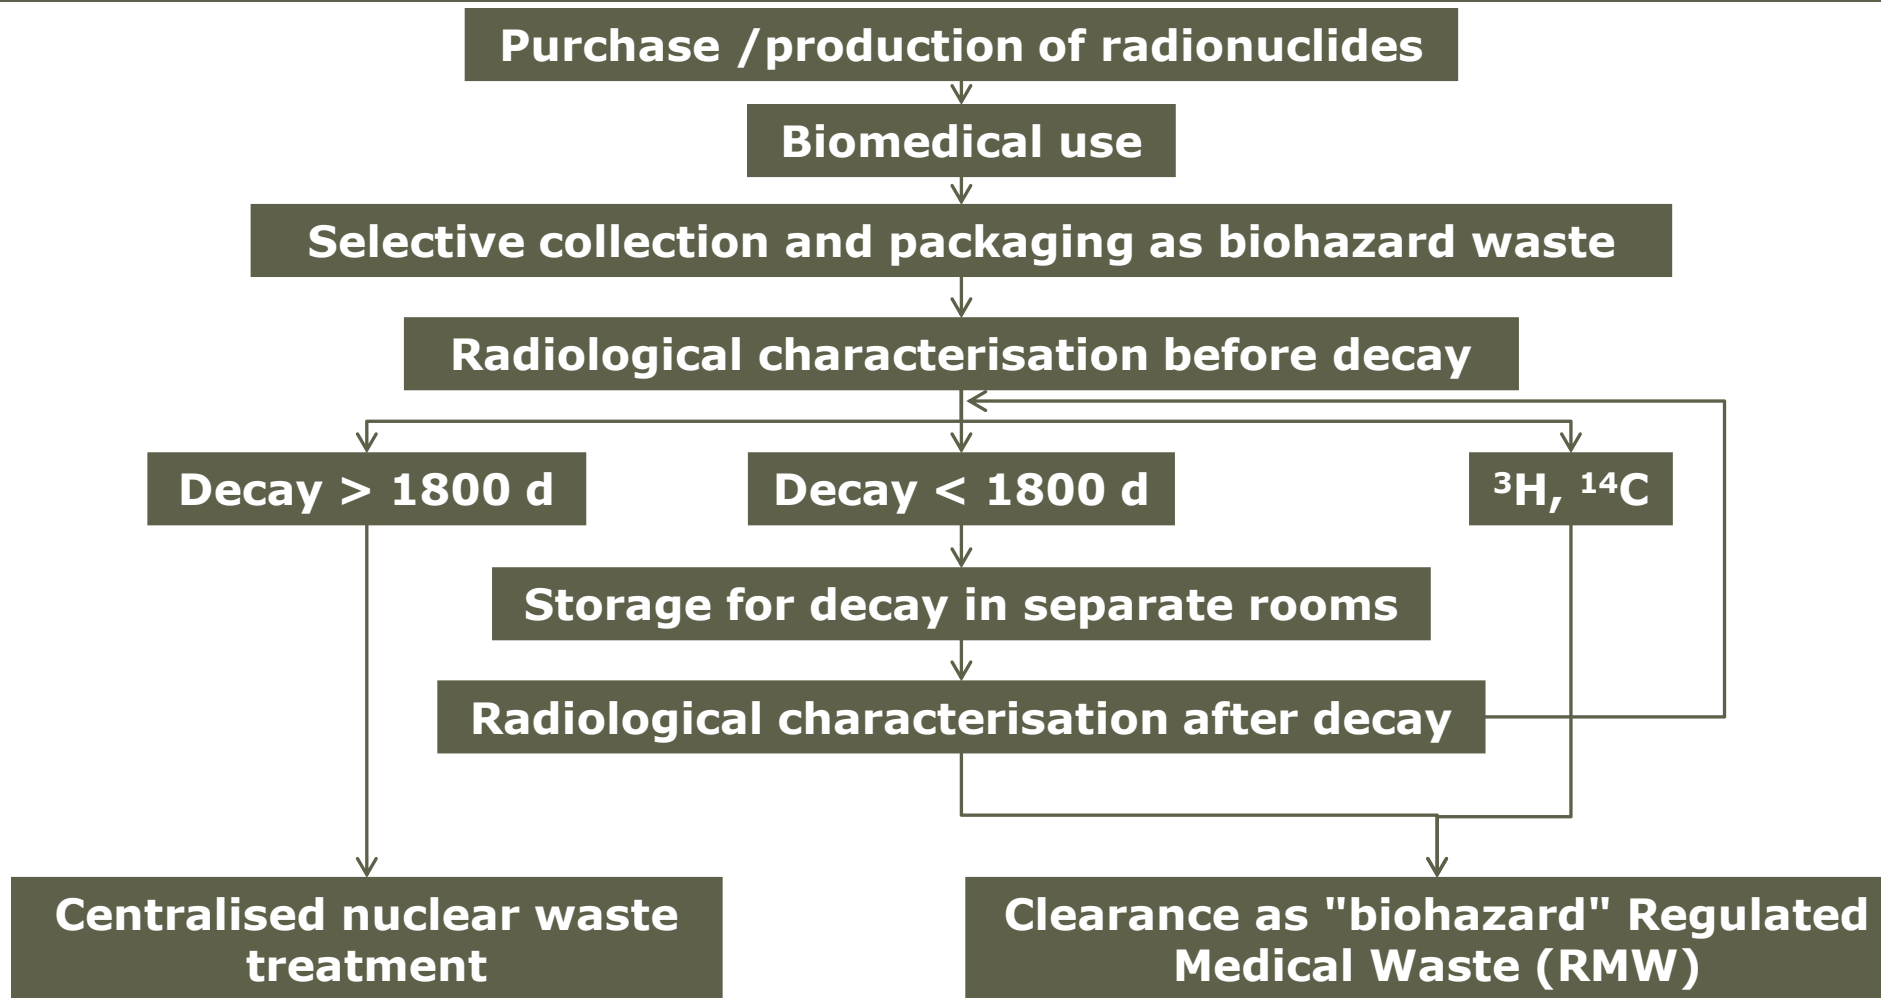 Purchase /production of radionuclides
Biomedical use
Selective collection and packaging as biohazard waste
Radiological characterisation before decay
Decay > 1800 d
Decay < 1800 d
³H, ¹⁴C
Storage for decay in separate rooms
Radiological characterisation after decay
Centralised nuclear waste
treatment
Clearance as "biohazard" Regulated
Medical Waste (RMW)